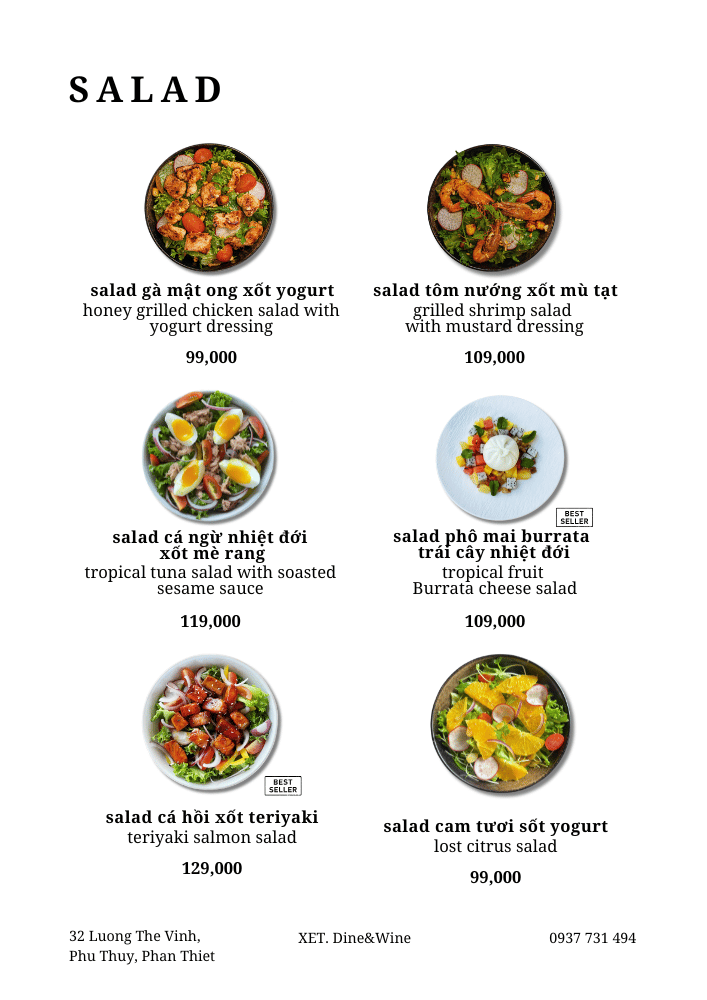 SALAD
salad gà mật ong xốt yogurt
honey grilled chicken salad with
yogurt dressing
99,000
salad tôm nướng xốt mù tạt
grilled shrimp salad
with mustard dressing
109,000
salad cá ngừ nhiệt đới
xốt mè rang
tropical tuna salad with soasted
sesame sauce
119,000
BEST
SELLER
salad phô mai burrata
trái cây nhiệt đới
tropical fruit
Burrata cheese salad
109,000
BEST
SELLER
salad cá hồi xốt teriyaki
teriyaki salmon salad
129,000
salad cam tươi sốt yogurt
lost citrus salad
99,000
32 Luong The Vinh,
Phu Thuy, Phan Thiet
XET. Dine&Wine
0937 731 494